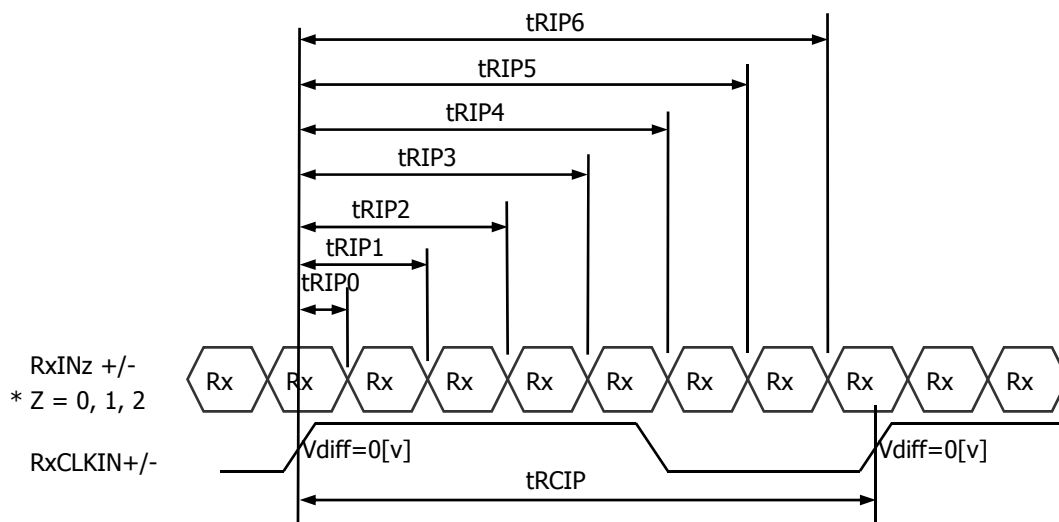 tRIP6
tRIP5
tRIP4
tRIP3
tRIP2
tRIP1
tRIP0
RxINz +/-
* Z = 0, 1, 2
Rx Rx Rx Rx Rx Rx Rx Rx Rx Rx Rx
RxCLKIN+/-
Vdiff=0[v] Vdiff=0[v]
tRCIP